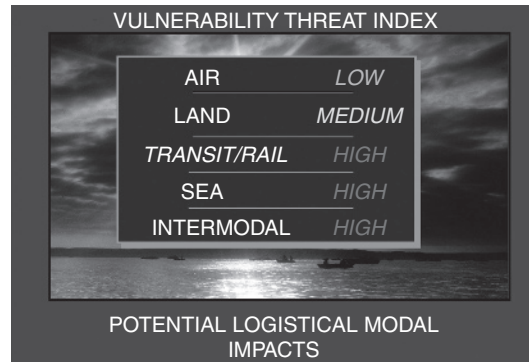 VULNERABILITY THREAT INDEX
AIR LOW
LAND MEDIUM
TRANSIT/RAIL HIGH
SEA HIGH
INTERMODAL HIGH
POTENTIAL LOGISTICAL MODAL
IMPACTS